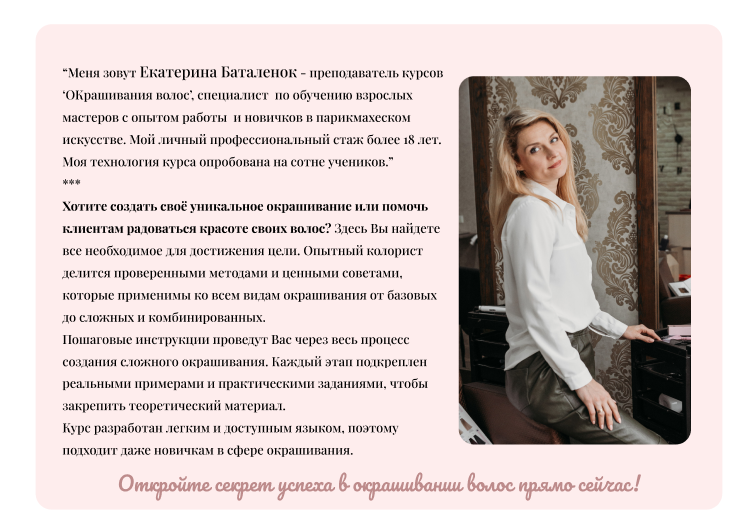 “Меня зовут Екатерина Баталенок - преподаватель курсов
‘ОКрашивания волос’, специалист по обучению взрослых
мастеров с опытом работы и новичков в парикмахеском
искусстве. Мой личный профессиональный стаж более 18 лет.
Моя технология курса опробована на сотне учеников.”
***
Хотите создать своё уникальное окрашивание или помочь
клиентам радоваться красоте своих волос? Здесь Вы найдете
все необходимое для достижения цели. Опытный колорист
делится проверенными методами и ценными советами,
которые применимы ко всем видам окрашивания от базовых
до сложных и комбинированных.
Пошаговые инструкции проведут Вас через весь процесс
создания сложного окрашивания. Каждый этап подкреплен
реальными примерами и практическими заданиями, чтобы
закрепить теоретический материал.
Курс разработан легким и доступным языком, поэтому
подходит даже новичкам в сфере окрашивания.
Откройте секрет успеха в окрашивании волос прямо сейчас!